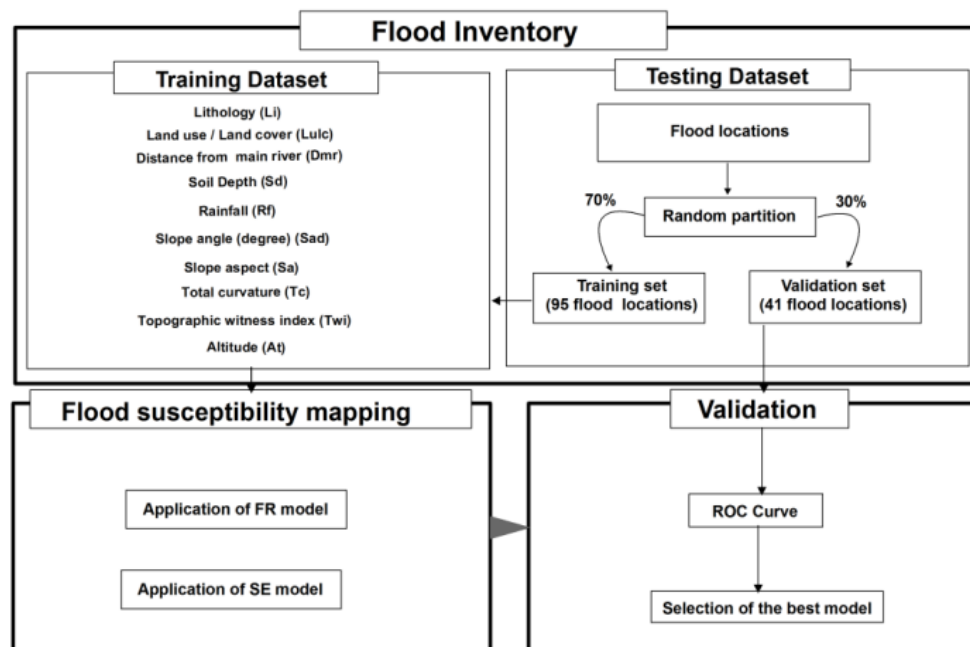 Flood Inventory
Training Dataset
Lithology (Li)
Land use / Land cover (Lulc)
Distance from main river (Dmr)
Soil Depth (Sd)
Rainfall (Rf)
Slope angle (degree) (Sad)
Slope aspect (Sa)
Total curvature (Tc)
Topographic witness index (Twi)
Altitude (At)
Testing Dataset
Flood locations
70%
30%
Random partition
Training set
(95 flood locations)
Validation set
(41 flood locations)
Flood susceptibility mapping
Application of FR model
Application of SE model
Validation
ROC Curve
Selection of the best model